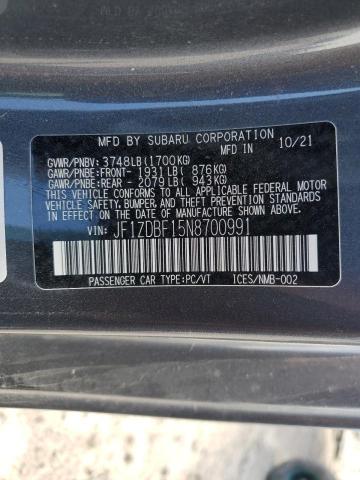 MFD BY SUBARU CORPORATION
MFD IN 10/21
GVWR/PNBV: 3748LB(1700KG)
GAWR/PNBE:FRONT- 1931LB( 876KG)
GAWR/PNBE:REAR - 2079LB( 943KG)
THIS VEHICLE CONFORMS TO ALL APPLICABLE FEDERAL MOTOR
VEHICLE SAFETY, BUMPER, AND THEFT PREVENTION STANDARDS
IN EFFECT ON THE DATE OF MANUFACTURE SHOWN ABOVE.
VIN: JF1ZDBF15N8700991
PASSENGER CAR TYPE:PC/VT ICES/NMB-002